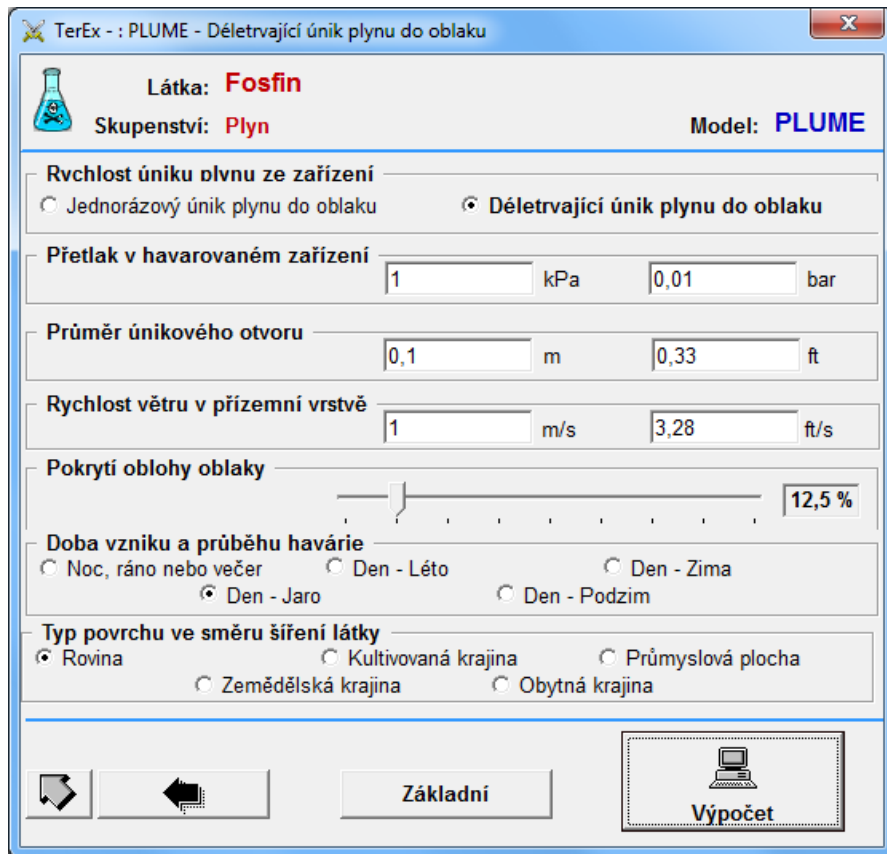 TerEx - : PLUME - Déletrvající únik plynu do oblaku
Látka: Fosfin
Skupenství: Plyn
Model: PLUME
Rychlost úniku plynu ze zařízení
Jednorázový únik plynu do oblaku
Déletrvající únik plynu do oblaku
Přetlak v havarovaném zařízení
1 kPa 0,01 bar
Průměr únikového otvoru
0,1 m 0,33 ft
Rychlost větru v přízemní vrstvě
1 m/s 3,28 ft/s
Pokrytí oblohy oblaky
12,5 %
Doba vzniku a průběhu havárie
Noc, ráno nebo večer Den - Léto Den - Zima
Den - Jaro Den - Podzim
Typ povrchu ve směru šíření látky
Rovina Kultivovaná krajina Průmyslová plocha
Zemědělská krajina Obytná krajina
Základní
Výpočet